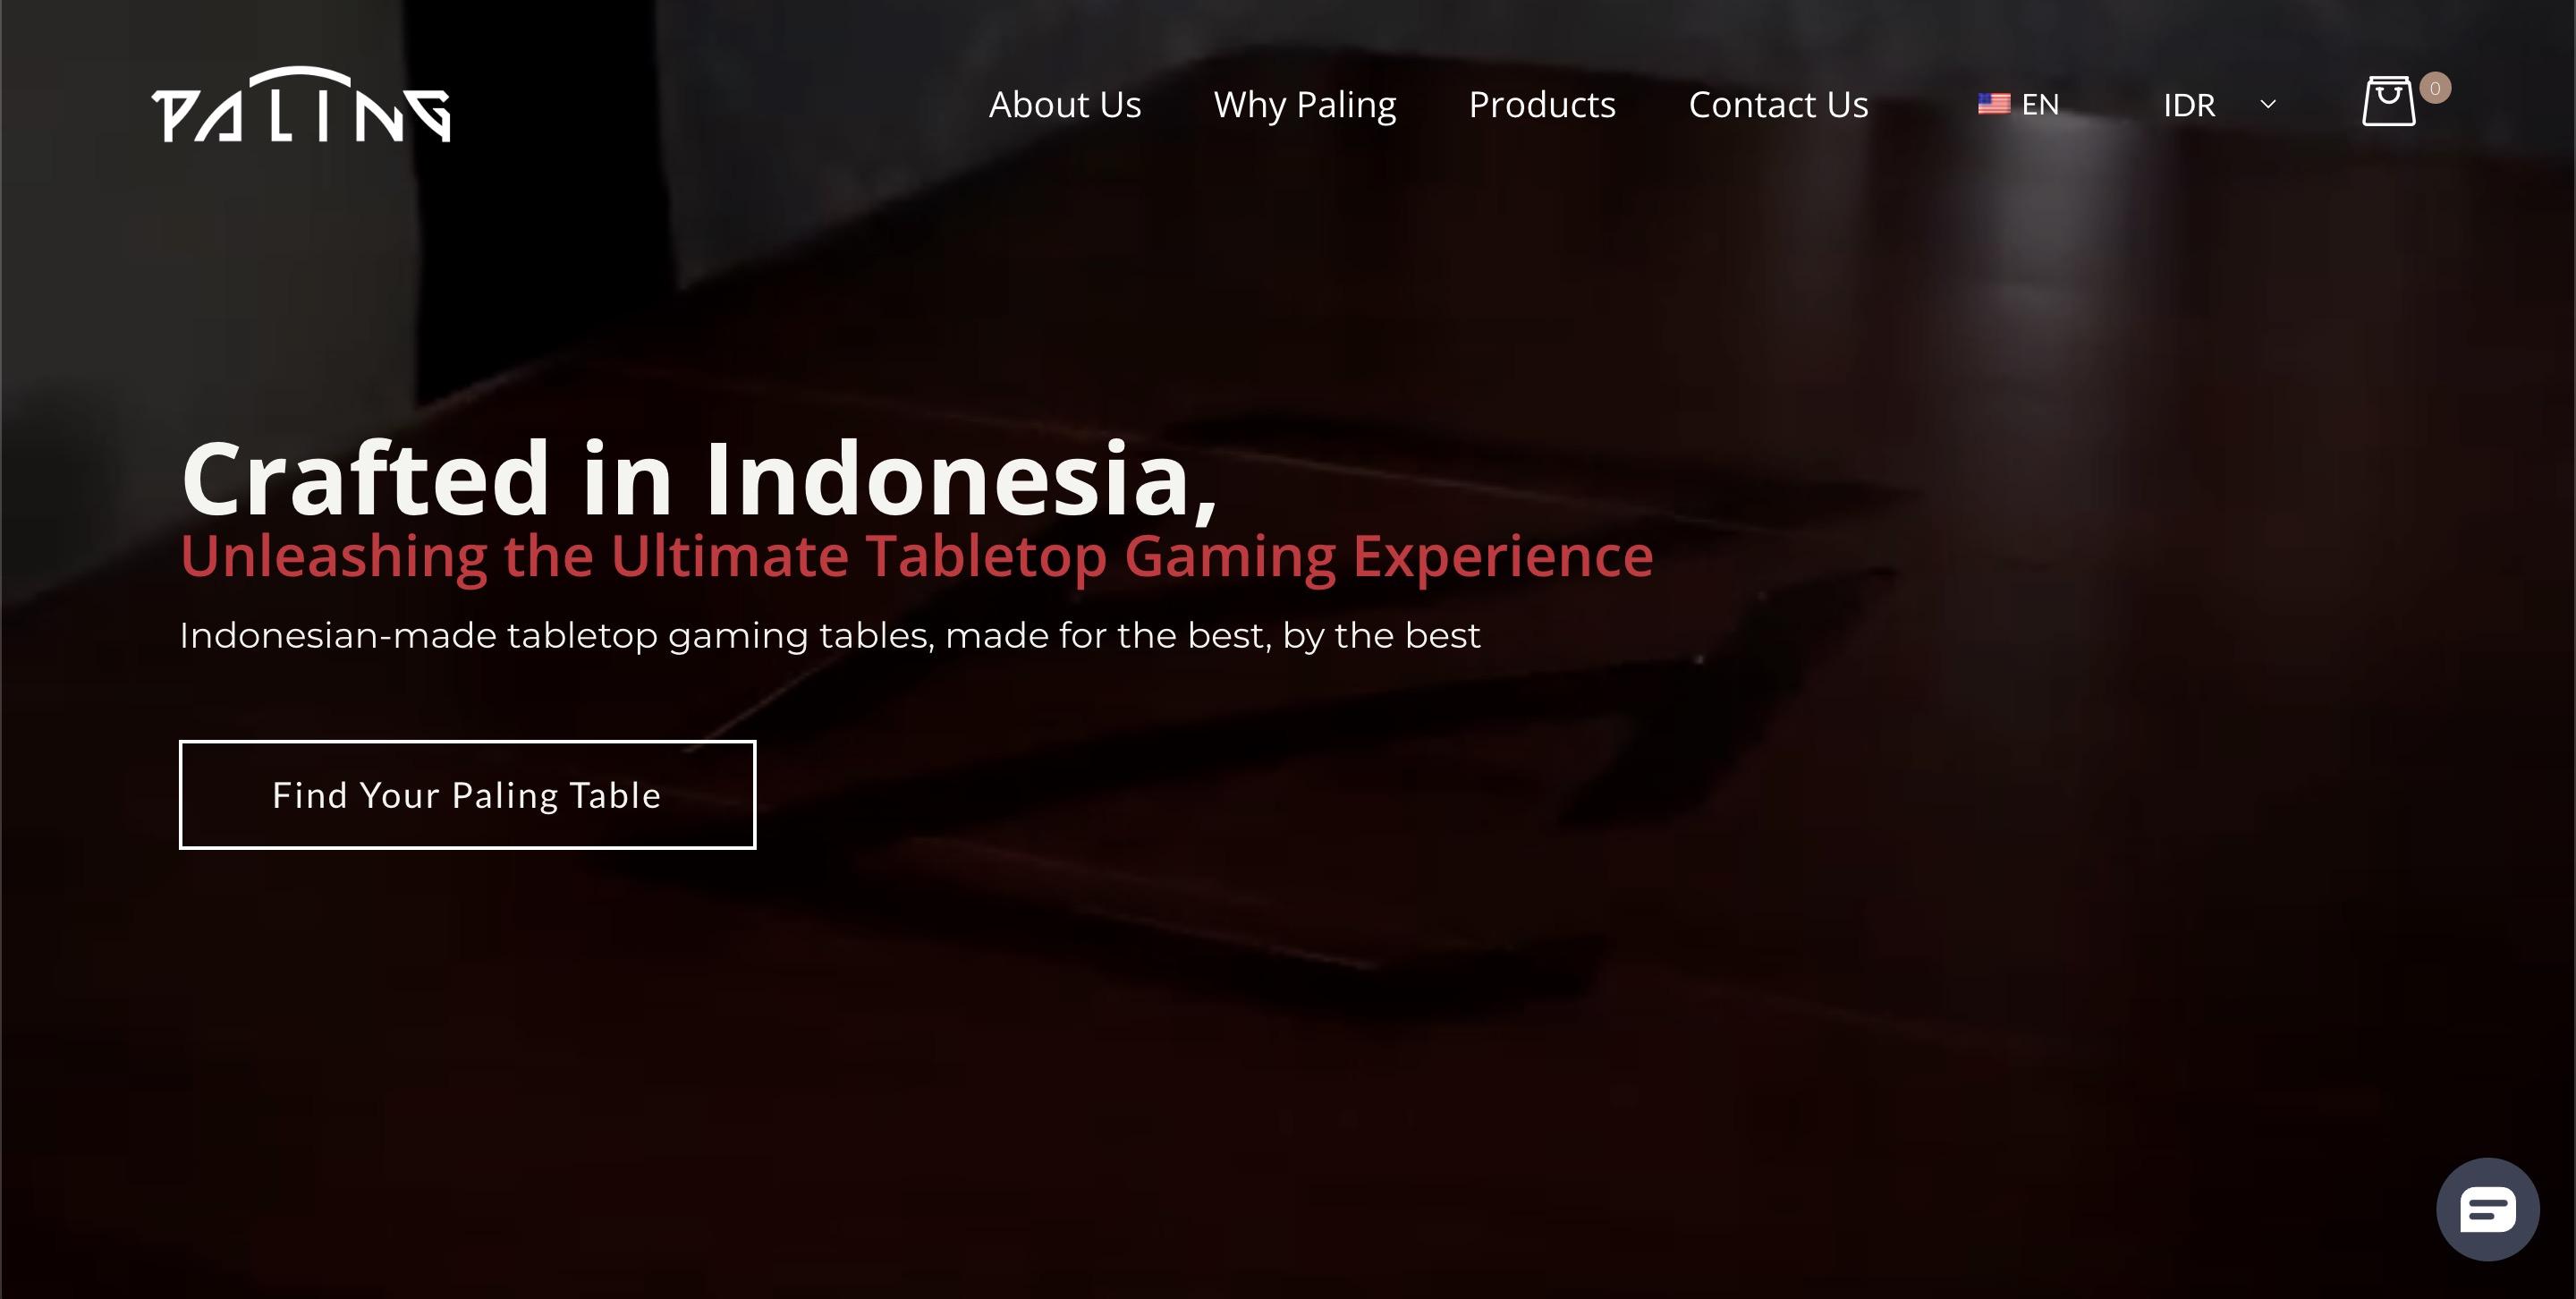 PALING
About Us
Why Paling
Products
Contact Us
EN
IDR
0
Crafted in Indonesia,
Unleashing the Ultimate Tabletop Gaming Experience
Indonesian-made tabletop gaming tables, made for the best, by the best
Find Your Paling Table